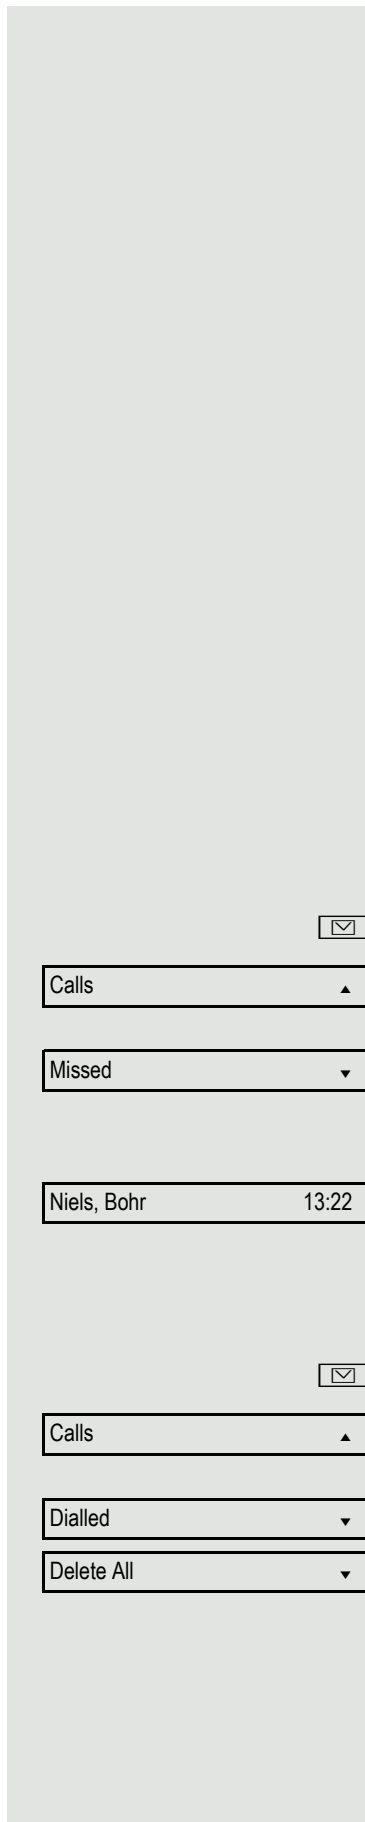 Calls
Missed
Niels, Bohr 13:22
Calls
Dialled
Delete All